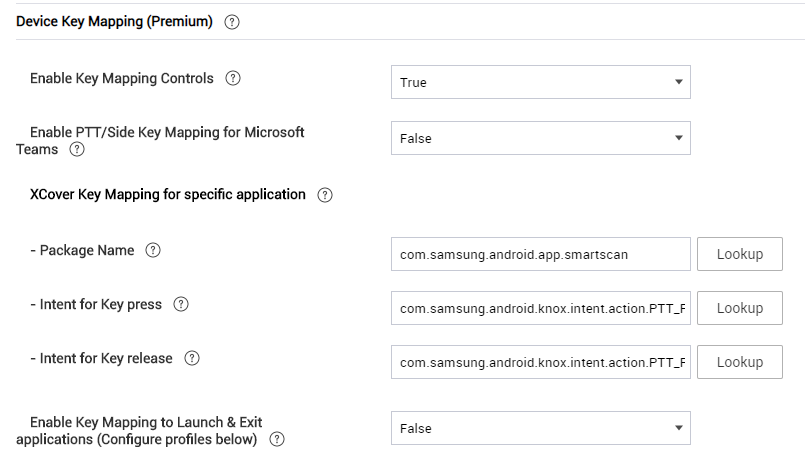 Device Key Mapping (Premium) ?
Enable Key Mapping Controls ? True
Enable PTT/Side Key Mapping for Microsoft
Teams ? False
XCover Key Mapping for specific application ?
- Package Name ? com.samsung.android.app.smartscan Lookup
- Intent for Key press ? com.samsung.android.knox.intent.action.PTT_F Lookup
- Intent for Key release ? com.samsung.android.knox.intent.action.PTT_F Lookup
Enable Key Mapping to Launch & Exit
applications (Configure profiles below) ? False